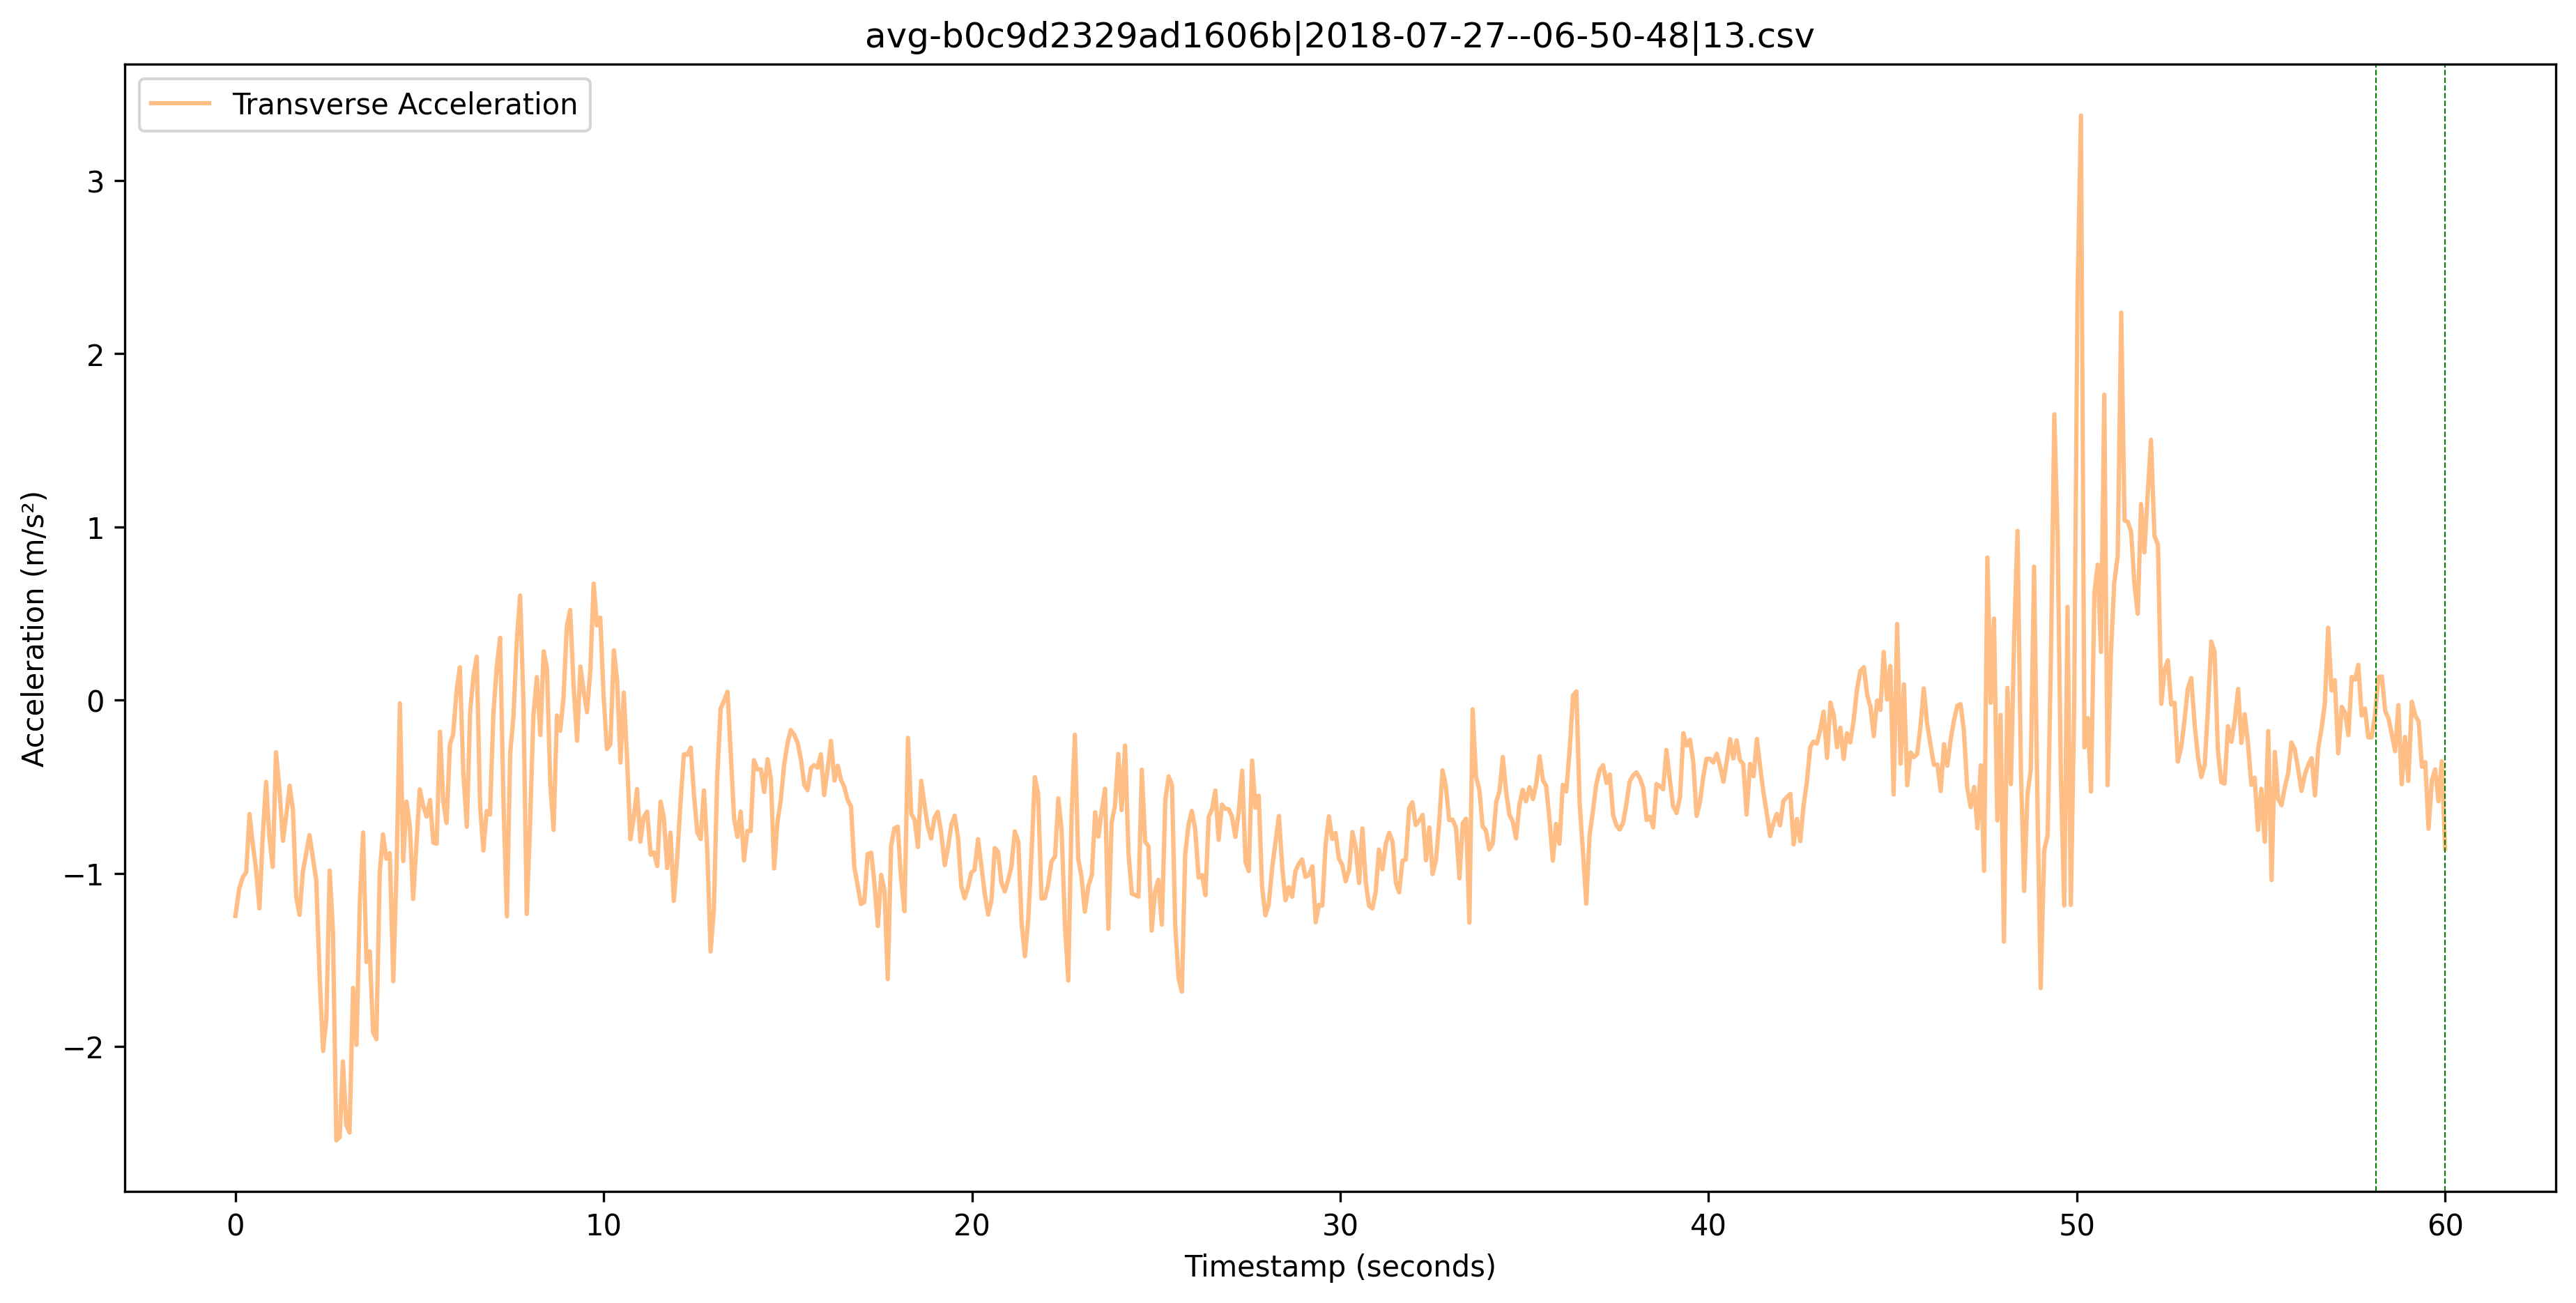 avg-b0c9d2329ad1606b|2018-07-27--06-50-48|13.csv
Transverse Acceleration
Acceleration (m/s²)
3
2
1
0
−1
−2
0 10 20 30 40 50 60
Timestamp (seconds)